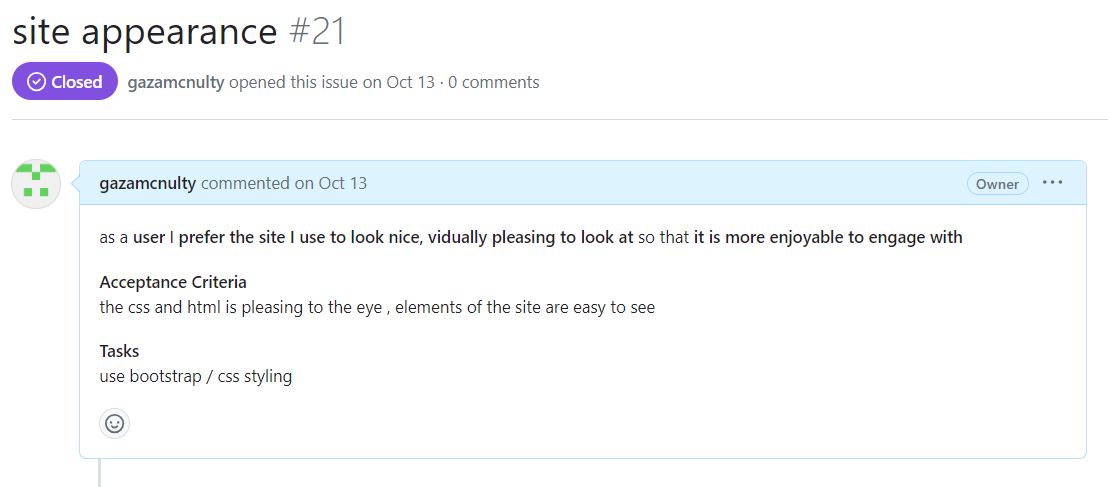 site appearance #21
Closed gazamcnulty opened this issue on Oct 13 · 0 comments
gazamcnulty commented on Oct 13 Owner ...
as a user I prefer the site I use to look nice, vidually pleasing to look at so that it is more enjoyable to engage with
Acceptance Criteria
the css and html is pleasing to the eye , elements of the site are easy to see
Tasks
use bootstrap / css styling